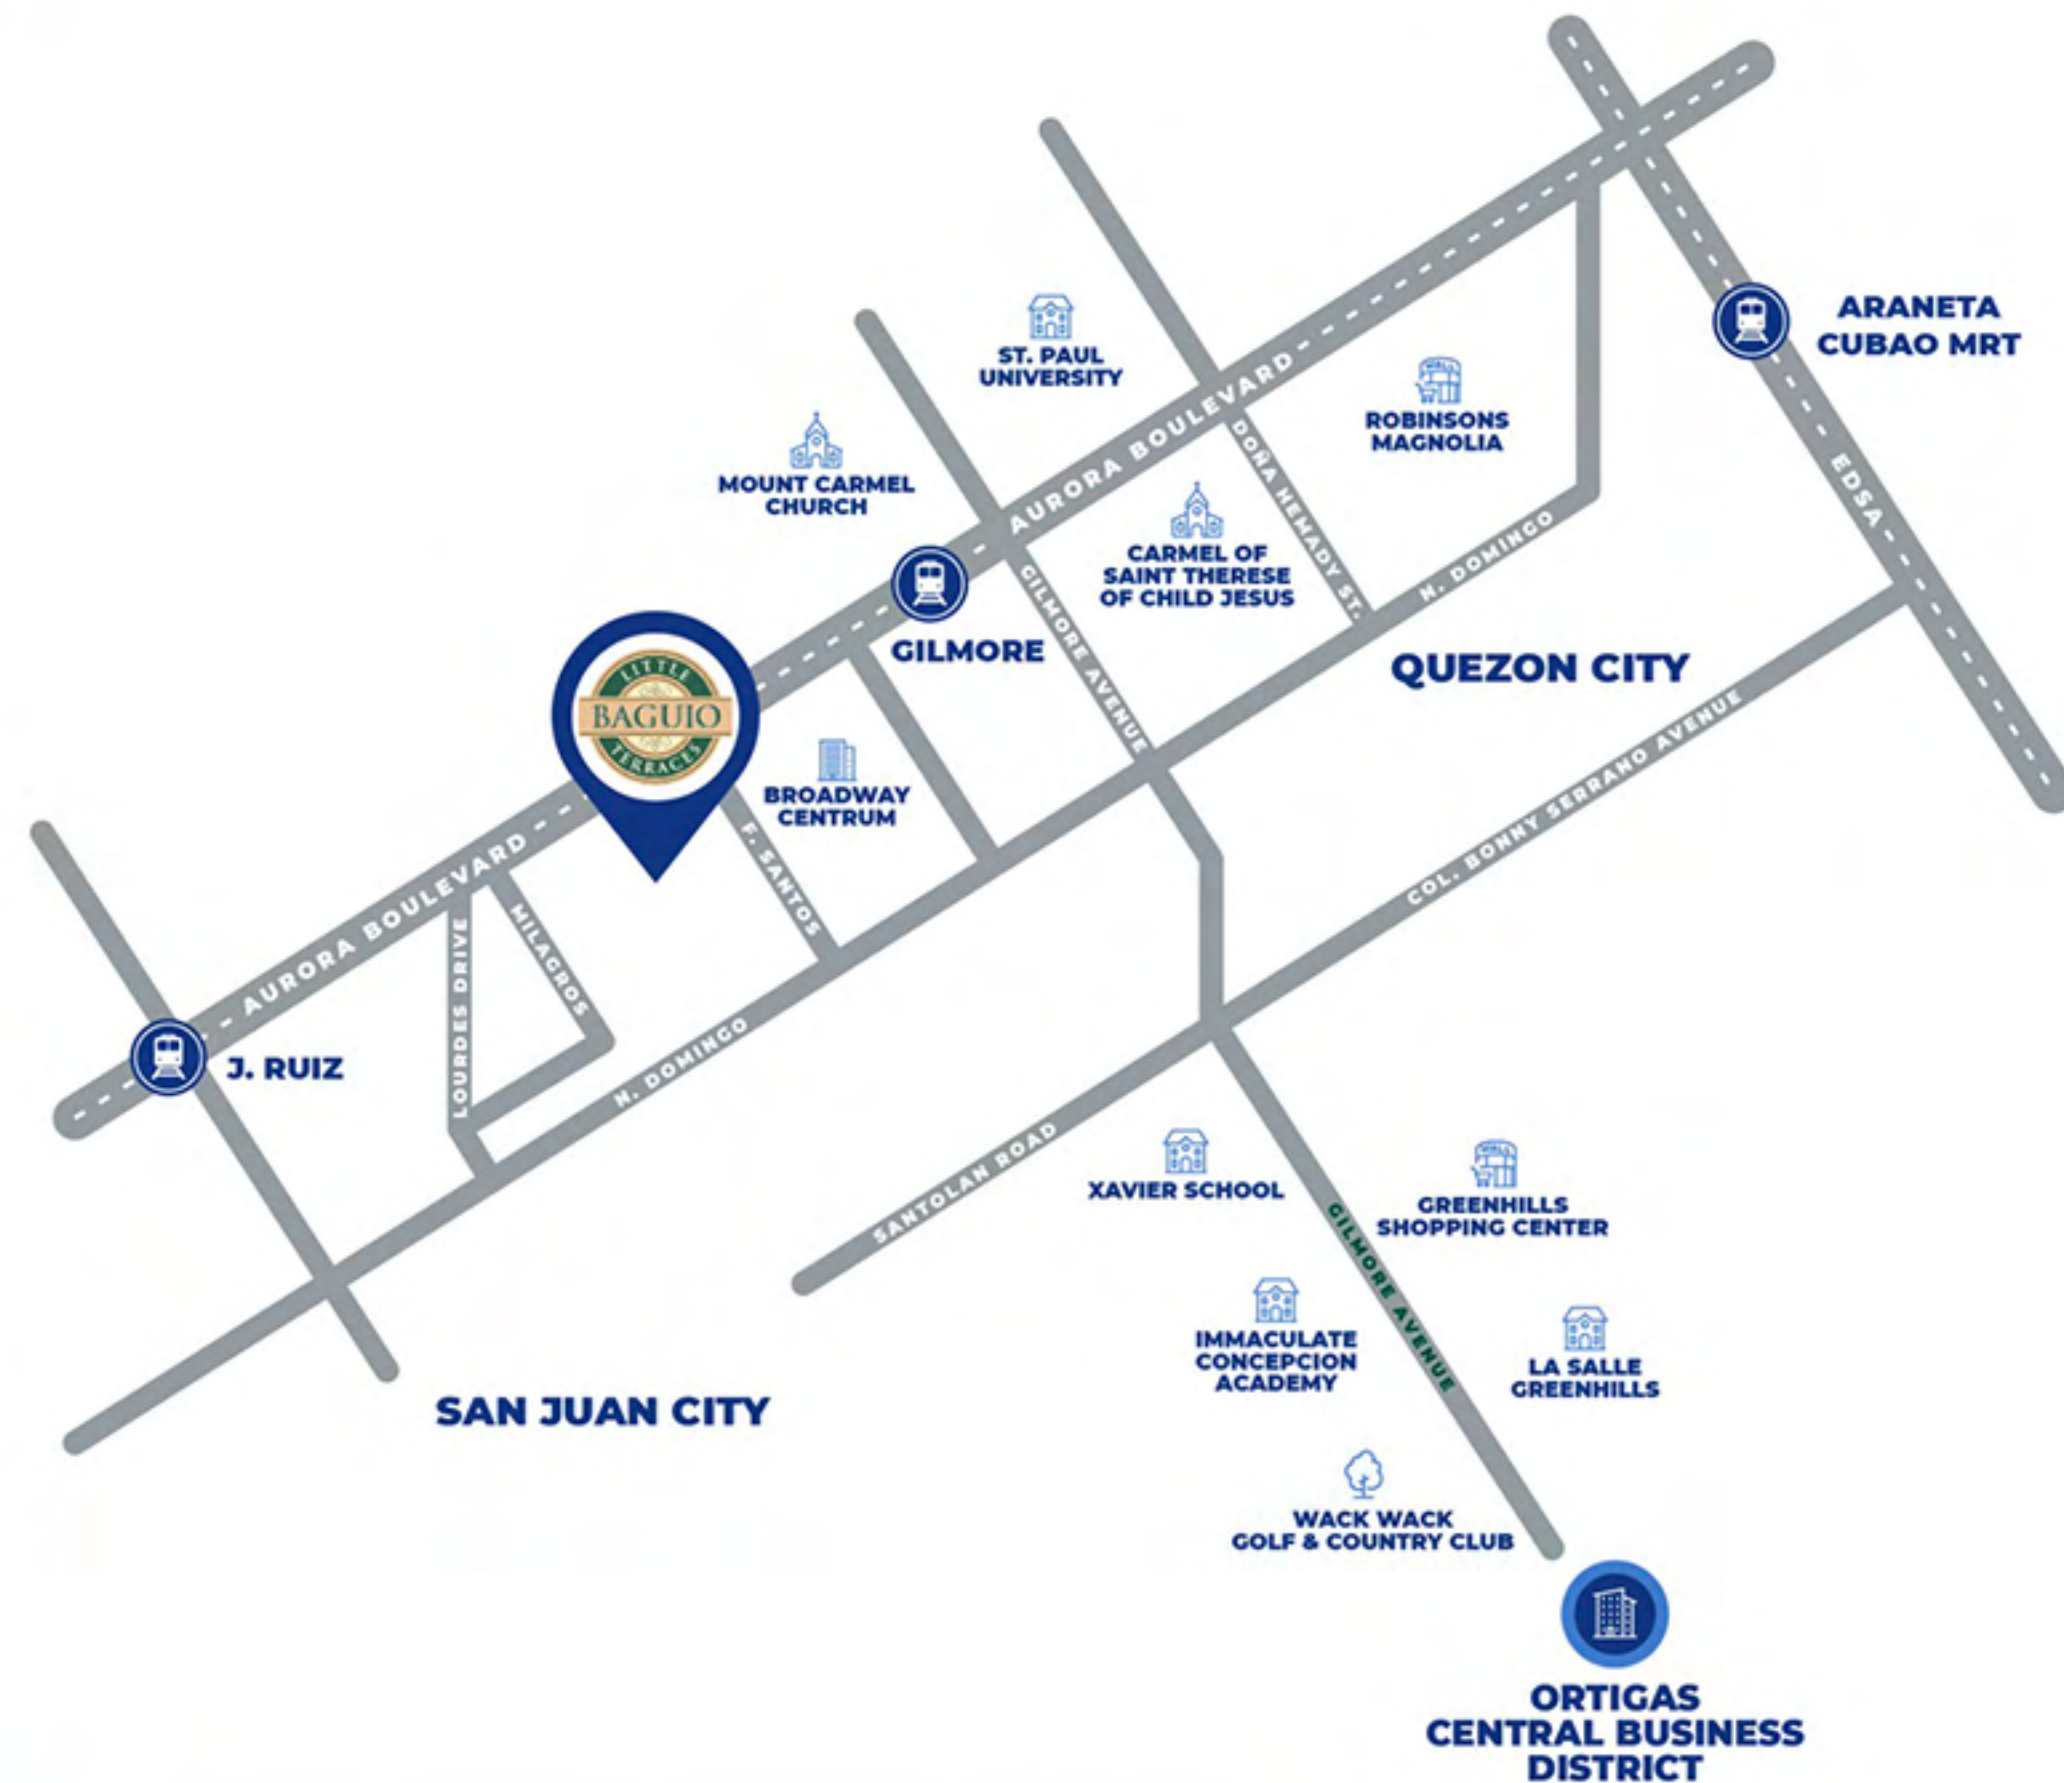 ARANETA
CUBAO MRT
ST. PAUL
UNIVERSITY
AURORA BOULEVARD
ROBINSONS
MAGNOLIA
MOUNT CARMEL
CHURCH
DOÑA HEMADY ST.
EDSA
CARMEL OF
SAINT THERESE
OF CHILD JESUS
N. DOMINGO
GILMORE
GILMORE AVENUE
QUEZON CITY
LITTLE
BAGUIO
TERRACES
BROADWAY
CENTRUM
F. SANTOS
COL. BONNY SERRANO AVENUE
AURORA BOULEVARD
MILAGROS
LOURDES DRIVE
J. RUIZ
N. DOMINGO
SANTOLAN ROAD
XAVIER SCHOOL
GREENHILLS
SHOPPING CENTER
GILMORE AVENUE
IMMACULATE
CONCEPCION
ACADEMY
LA SALLE
GREENHILLS
SAN JUAN CITY
WACK WACK
GOLF & COUNTRY CLUB
ORTIGAS
CENTRAL BUSINESS
DISTRICT